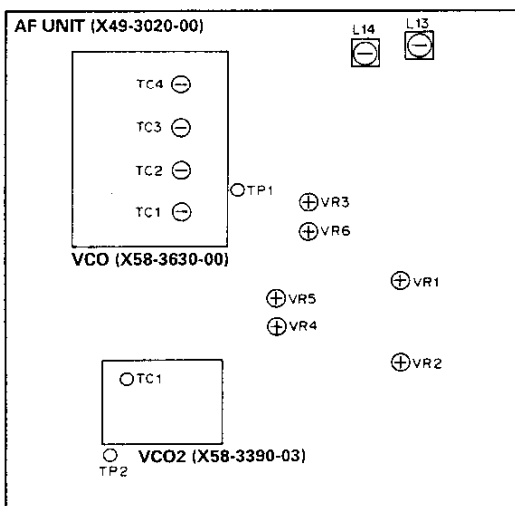 AF UNIT (X49-3020-00)
L14
L13
TC4
TC3
TC2
TP1
TC1
VR3
VR6
VCO (X58-3630-00)
VR1
VR5
VR4
VR2
TC1
VCO2 (X58-3390-03)
TP2